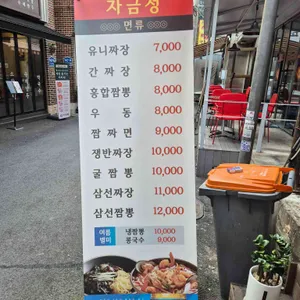 자금성
면류
유니짜장 7,000
간짜장 8,000
홍합짬뽕 8,000
우동 8,000
짬짜면 9,000
쟁반짜장 10,000
굴짬뽕 10,000
삼선짜장 11,000
삼선짬뽕 12,000
여름 냉짬뽕 10,000
별미 콩국수 9,000